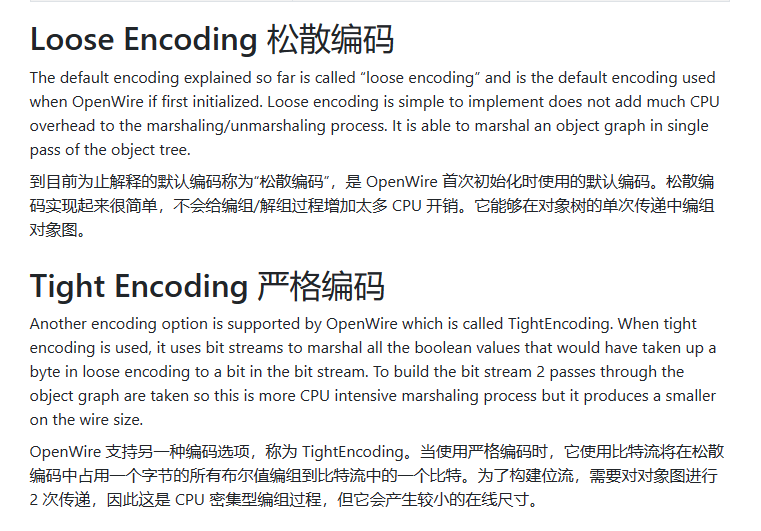 Loose Encoding 松散编码
The default encoding explained so far is called “loose encoding” and is the default encoding used
when OpenWire if first initialized. Loose encoding is simple to implement does not add much CPU
overhead to the marshaling/unmarshaling process. It is able to marshal an object graph in single
pass of the object tree.
到目前为止解释的默认编码称为“松散编码”，是 OpenWire 首次初始化时使用的默认编码。松散编
码实现起来很简单，不会给编组/解组过程增加太多 CPU 开销。它能够在对象树的单次传递中编组
对象图。
Tight Encoding 严格编码
Another encoding option is supported by OpenWire which is called TightEncoding. When tight
encoding is used, it uses bit streams to marshal all the boolean values that would have taken up a
byte in loose encoding to a bit in the bit stream. To build the bit stream 2 passes through the
object graph are taken so this is more CPU intensive marshaling process but it produces a smaller
on the wire size.
OpenWire 支持另一种编码选项，称为 TightEncoding。当使用严格编码时，它使用比特流将在松散
编码中占用一个字节的所有布尔值编组到比特流中的一个比特。为了构建位流，需要对对象图进行
2 次传递，因此这是 CPU 密集型编组过程，但它会产生较小的在线尺寸。